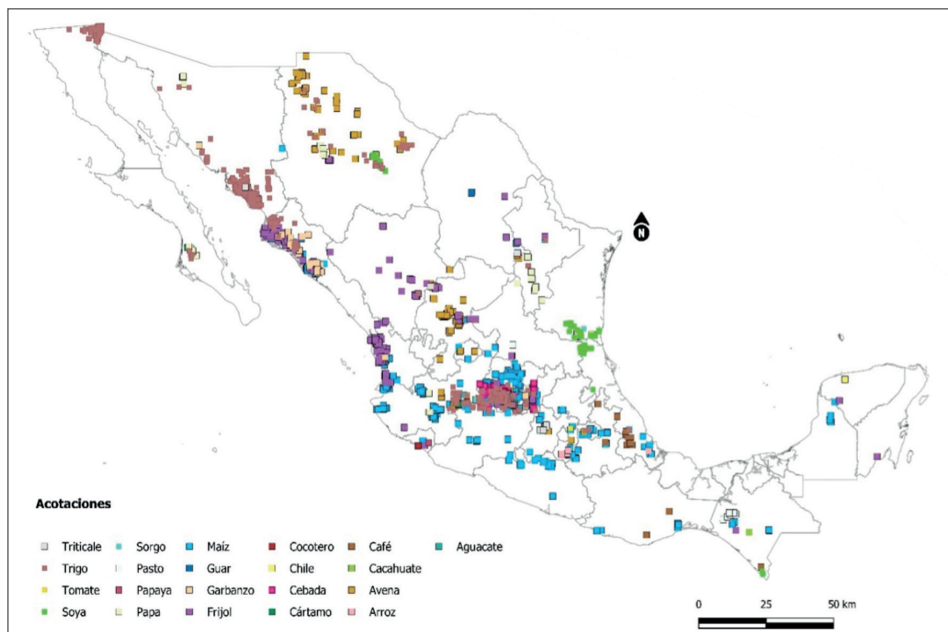 N
Acotaciones
Triticale Sorgo Maíz Cocotero Café Aguacate
Trigo Pasto Guar Chile Cacahuate
Tomate Papaya Garbanzo Cebada Avena
Soya Papa Frijol Cártamo Arroz
0 25 50 km